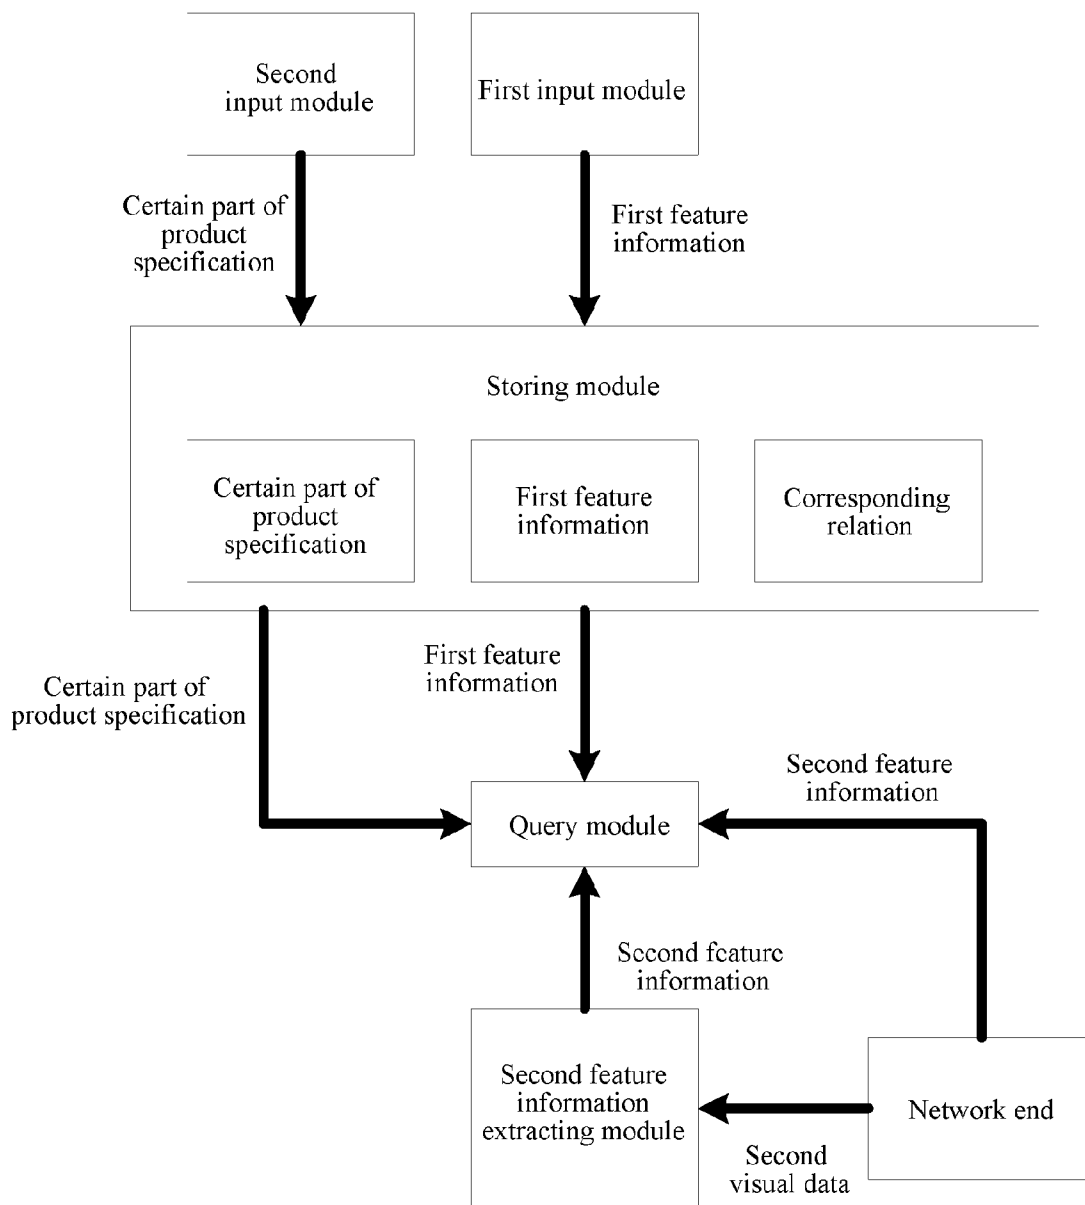 Second
input module
First input module
Certain part of
product
specification
First feature
information
Storing module
Certain part of
product
specification
First feature
information
Corresponding
relation
First feature
information
Certain part of
product specification
Second feature
information
Query module
Second feature
information
Second feature
information
extracting module
Network end
Second
visual data